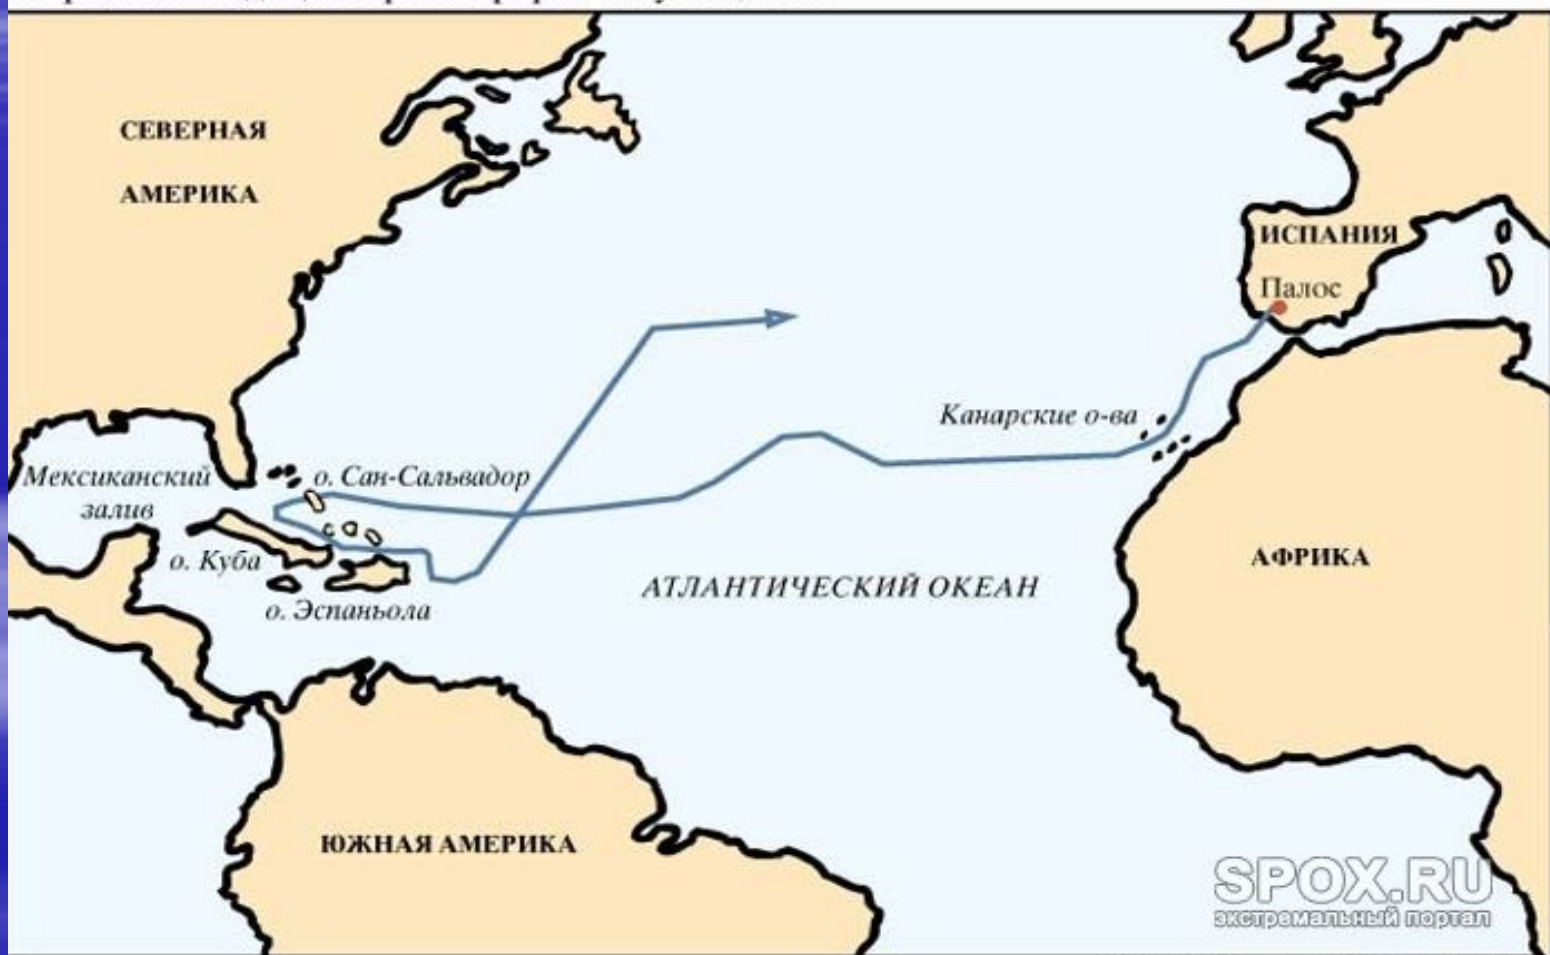 СЕВЕРНАЯ
АМЕРИКА
ИСПАНИЯ
Палос
Канарские о-ва
Мексиканский
залив
о. Сан-Сальвадор
о. Куба
о. Эспаньола
АТЛАНТИЧЕСКИЙ ОКЕАН
АФРИКА
ЮЖНАЯ АМЕРИКА
SPOX.RU
экстремальный портал